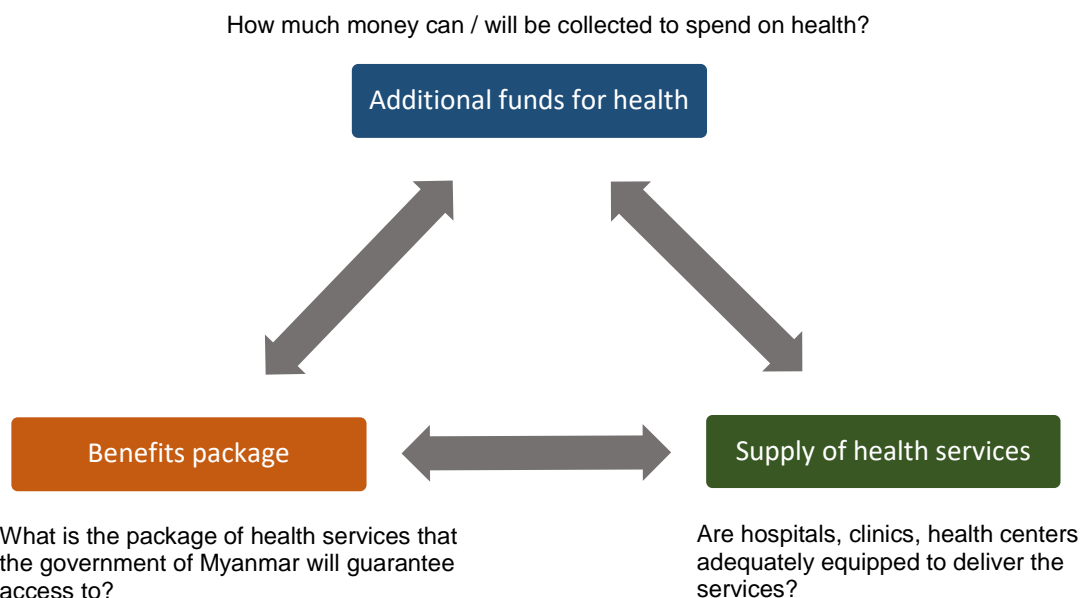 How much money can / will be collected to spend on health?
Additional funds for health
Benefits package
Supply of health services
What is the package of health services that
the government of Myanmar will guarantee
access to?
Are hospitals, clinics, health centers
adequately equipped to deliver the
services?